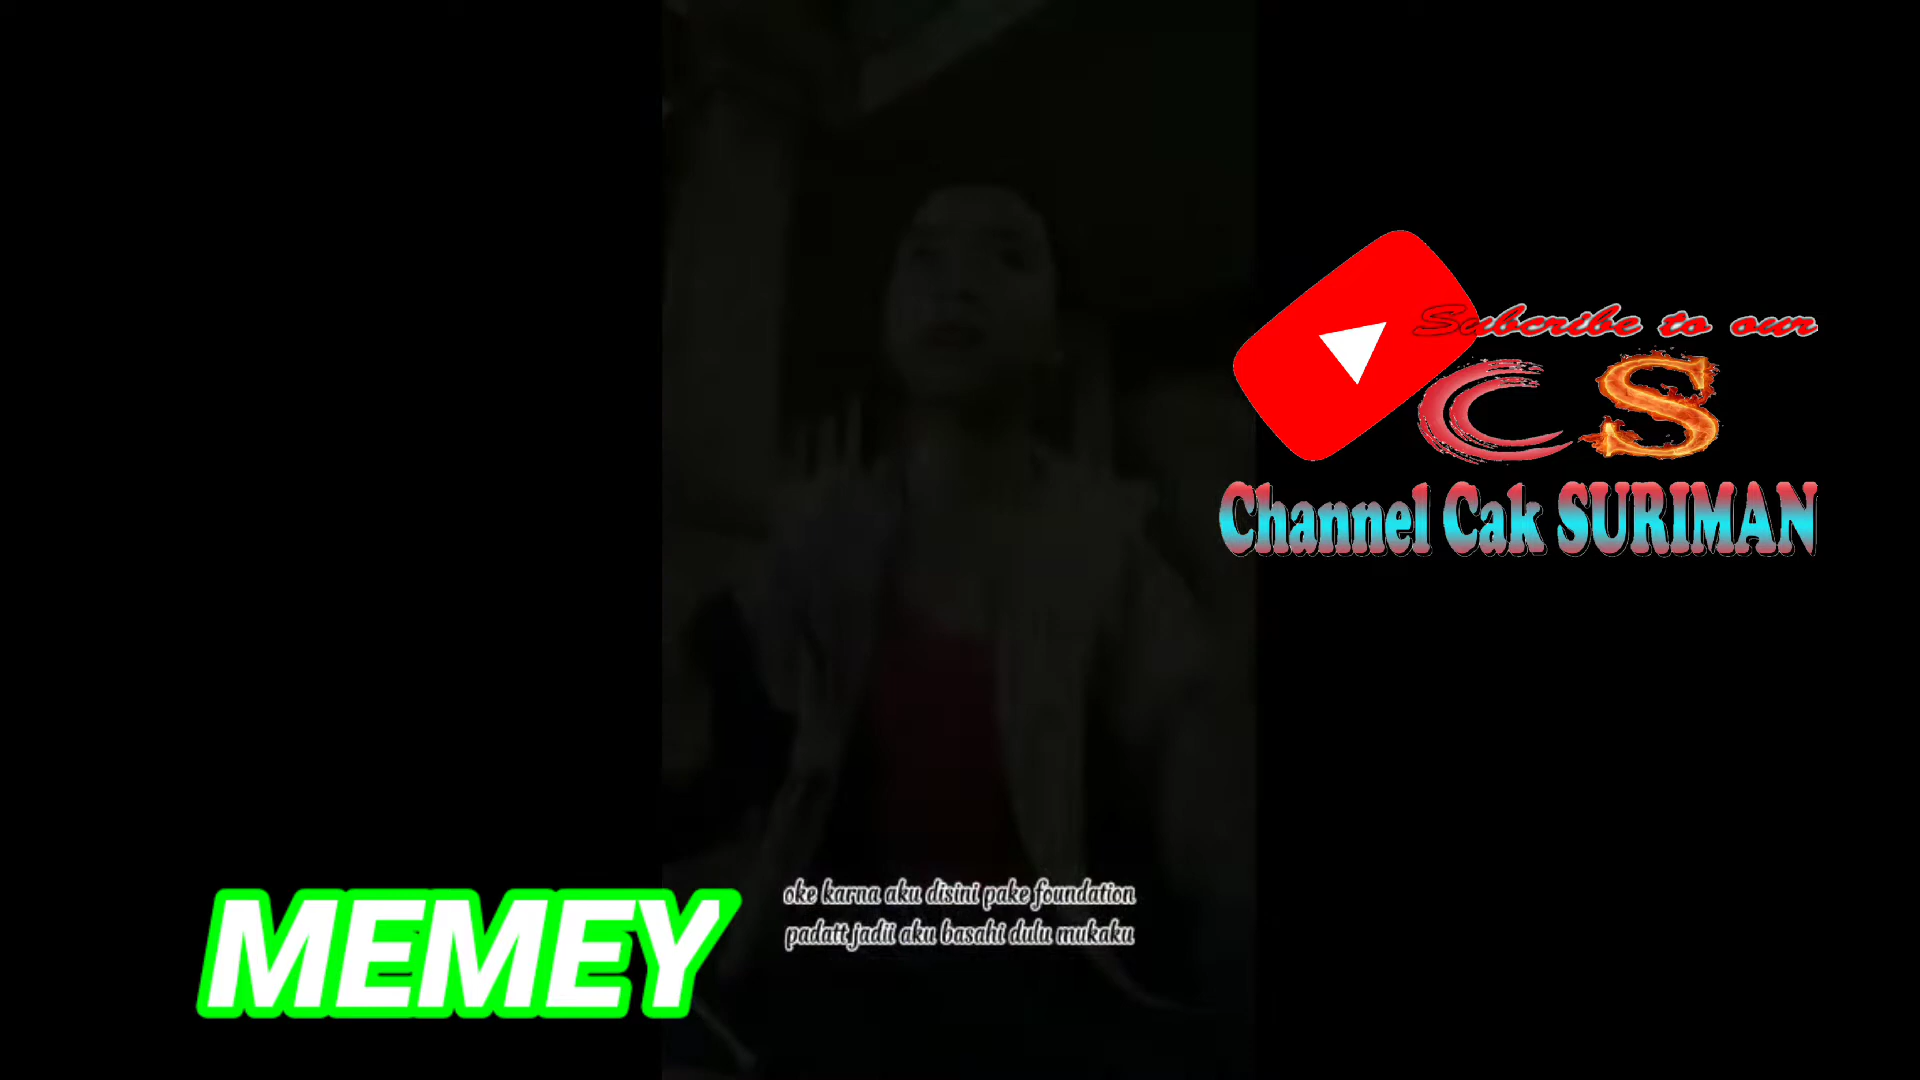 Subcribe to our
CS
Channel Cak SURIMAN
MEMEY
oke karna aku disini pake foundation
padatt jadii aku basahi dulu mukaku